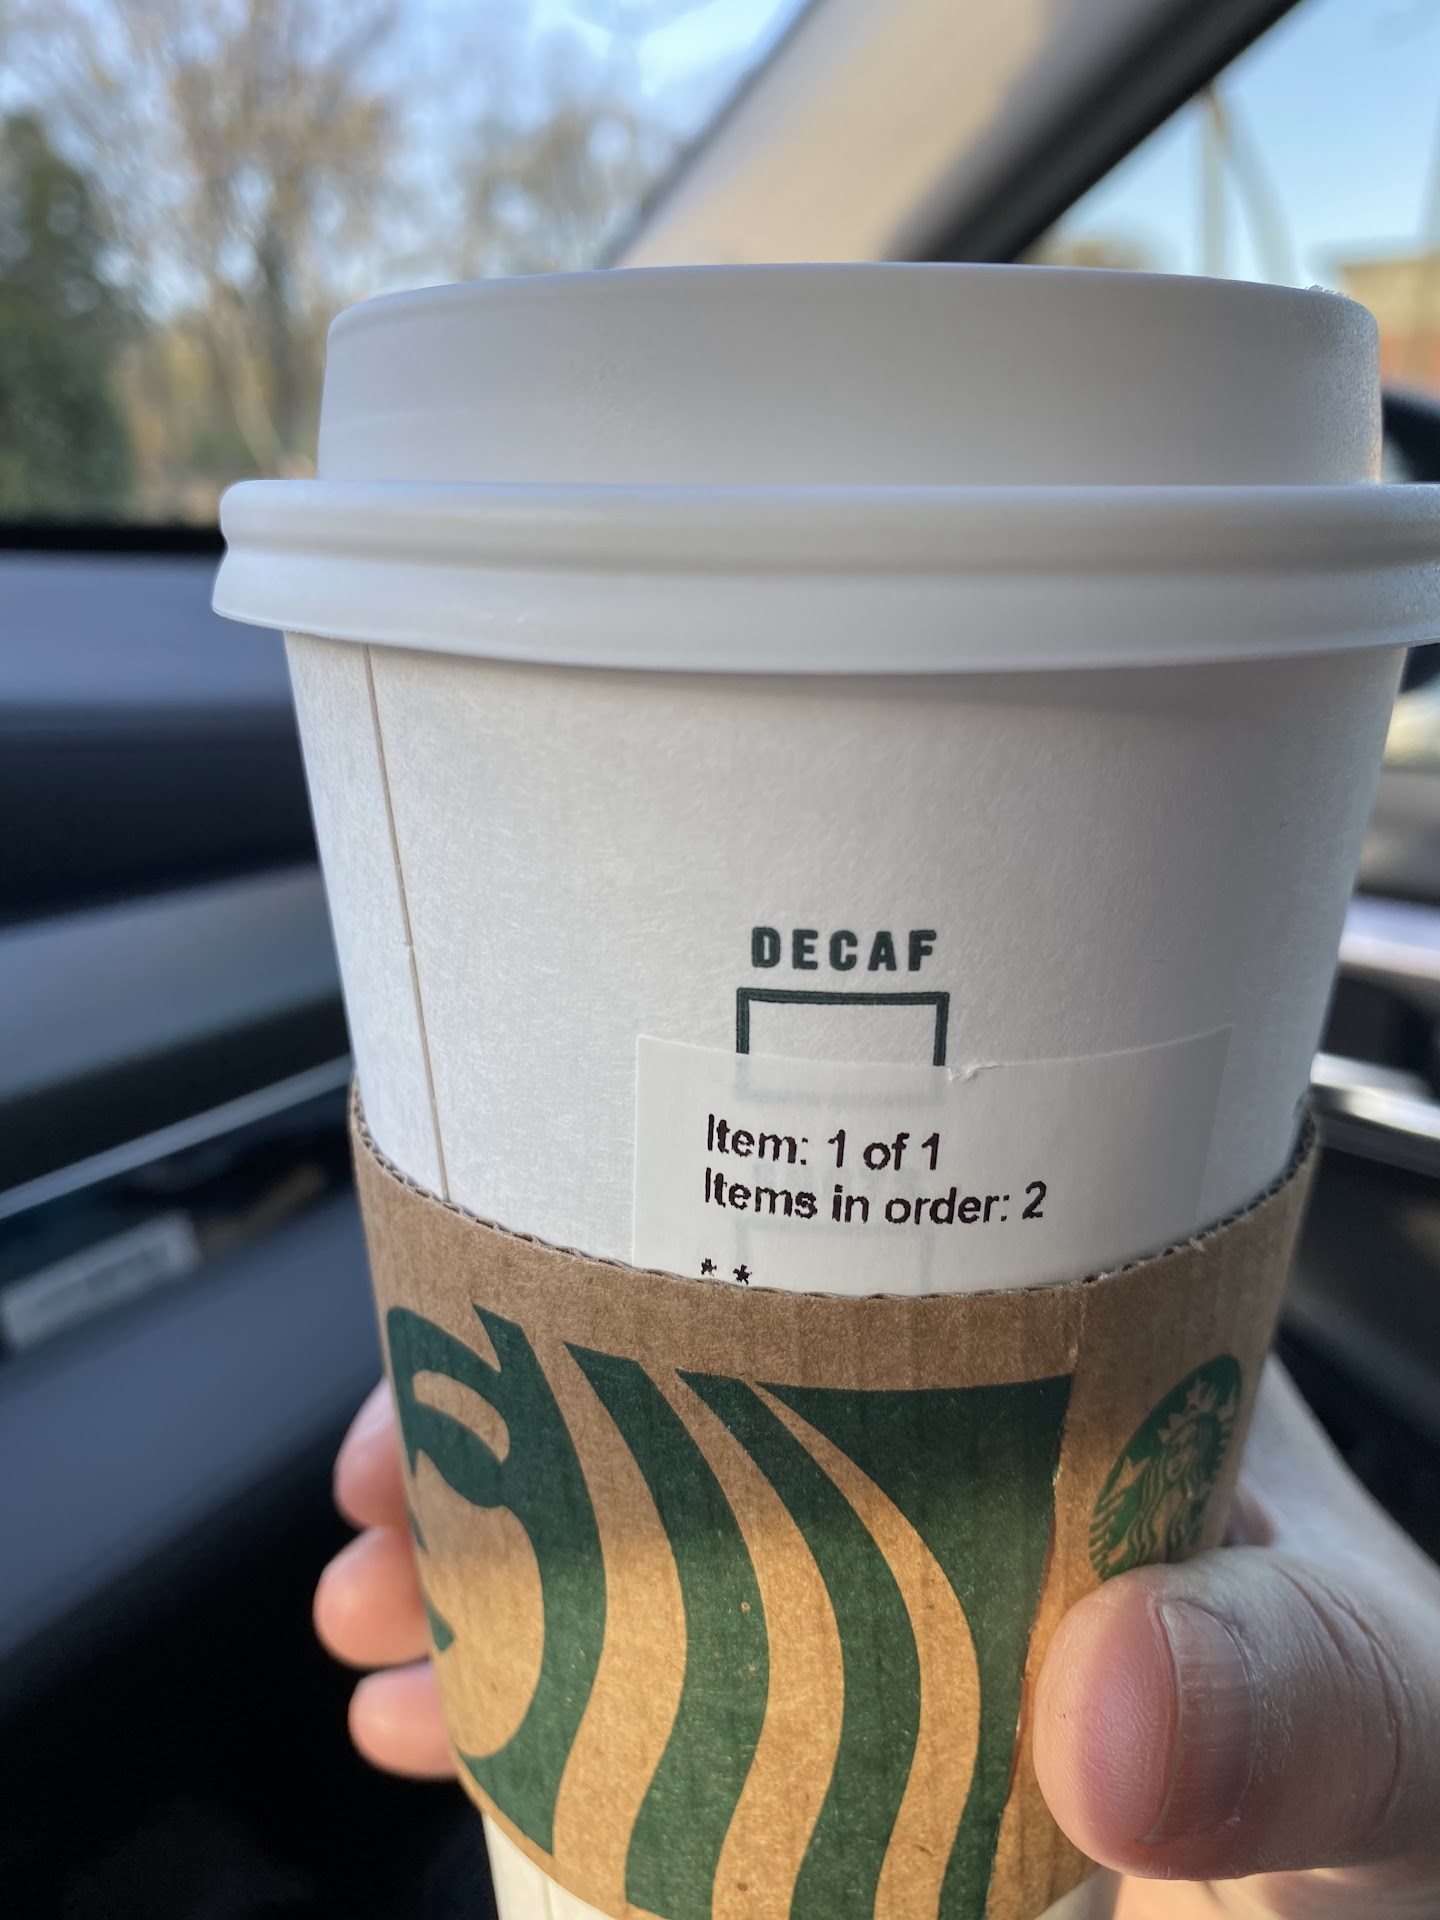 DECAF
Item: 1 of 1
Items in order: 2
**